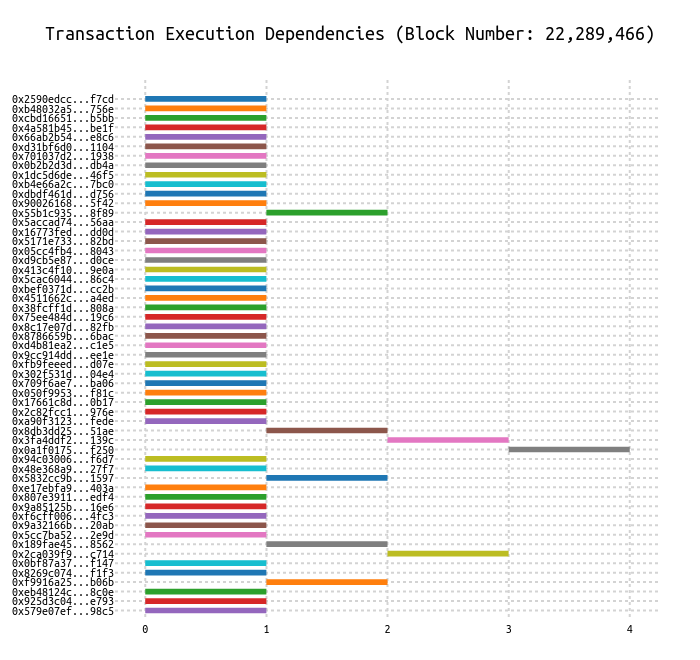 Transaction Execution Dependencies (Block Number: 22,289,466)
0x2590edcc...f7cd
0xb48032a5...756e
0xcbd16651...b5bb
0x4a581b45...be1f
0x66ab2b54...e8c6
0xd31bf6d0...1104
0x701037d2...1938
0x0b2b2d3d...db4a
0x1dc5d6de...46f5
0xb4e66a2c...7bc0
0xdbdf461d...d756
0x90026168...5f42
0x55b1c935...8f89
0x5accad74...56aa
0x16773fed...dd0d
0x5171e733...82bd
0x05cc4fb4...8043
0xd9cb5e87...d0ce
0x413c4f10...9e0a
0x5cac6044...86c4
0xbef0371d...cc2b
0x4511662c...a4ed
0x38fcff1d...808a
0x75ee484d...19c6
0x8c17e07d...82fb
0x8786659b...6bac
0xd4b81ea2...c1e5
0x9cc914dd...ee1e
0xfb9feeed...d07e
0x302f531d...04e4
0x709f6ae7...ba06
0x050f9953...f81c
0x17661c8d...0b17
0x2c82fcc1...976e
0xa90f3123...fede
0x8db3dd25...51ae
0x3fa4ddf2...139c
0x0a1f0175...f250
0x94c03006...f6d7
0x48e368a9...27f7
0x5832cc9b...1597
0xe17ebfa9...403a
0x807e3911...edf4
0x9a85125b...16e6
0xf6cff006...4fc3
0x9a32166b...20ab
0x5cc7ba52...2e9d
0x189fae45...8562
0x2ca039f9...c714
0x0bf87a37...f147
0x8269c074...f1f3
0xf9916a25...b06b
0xeb48124c...8c0e
0x925d3c04...e793
0x579e07ef...98c5
0 1 2 3 4